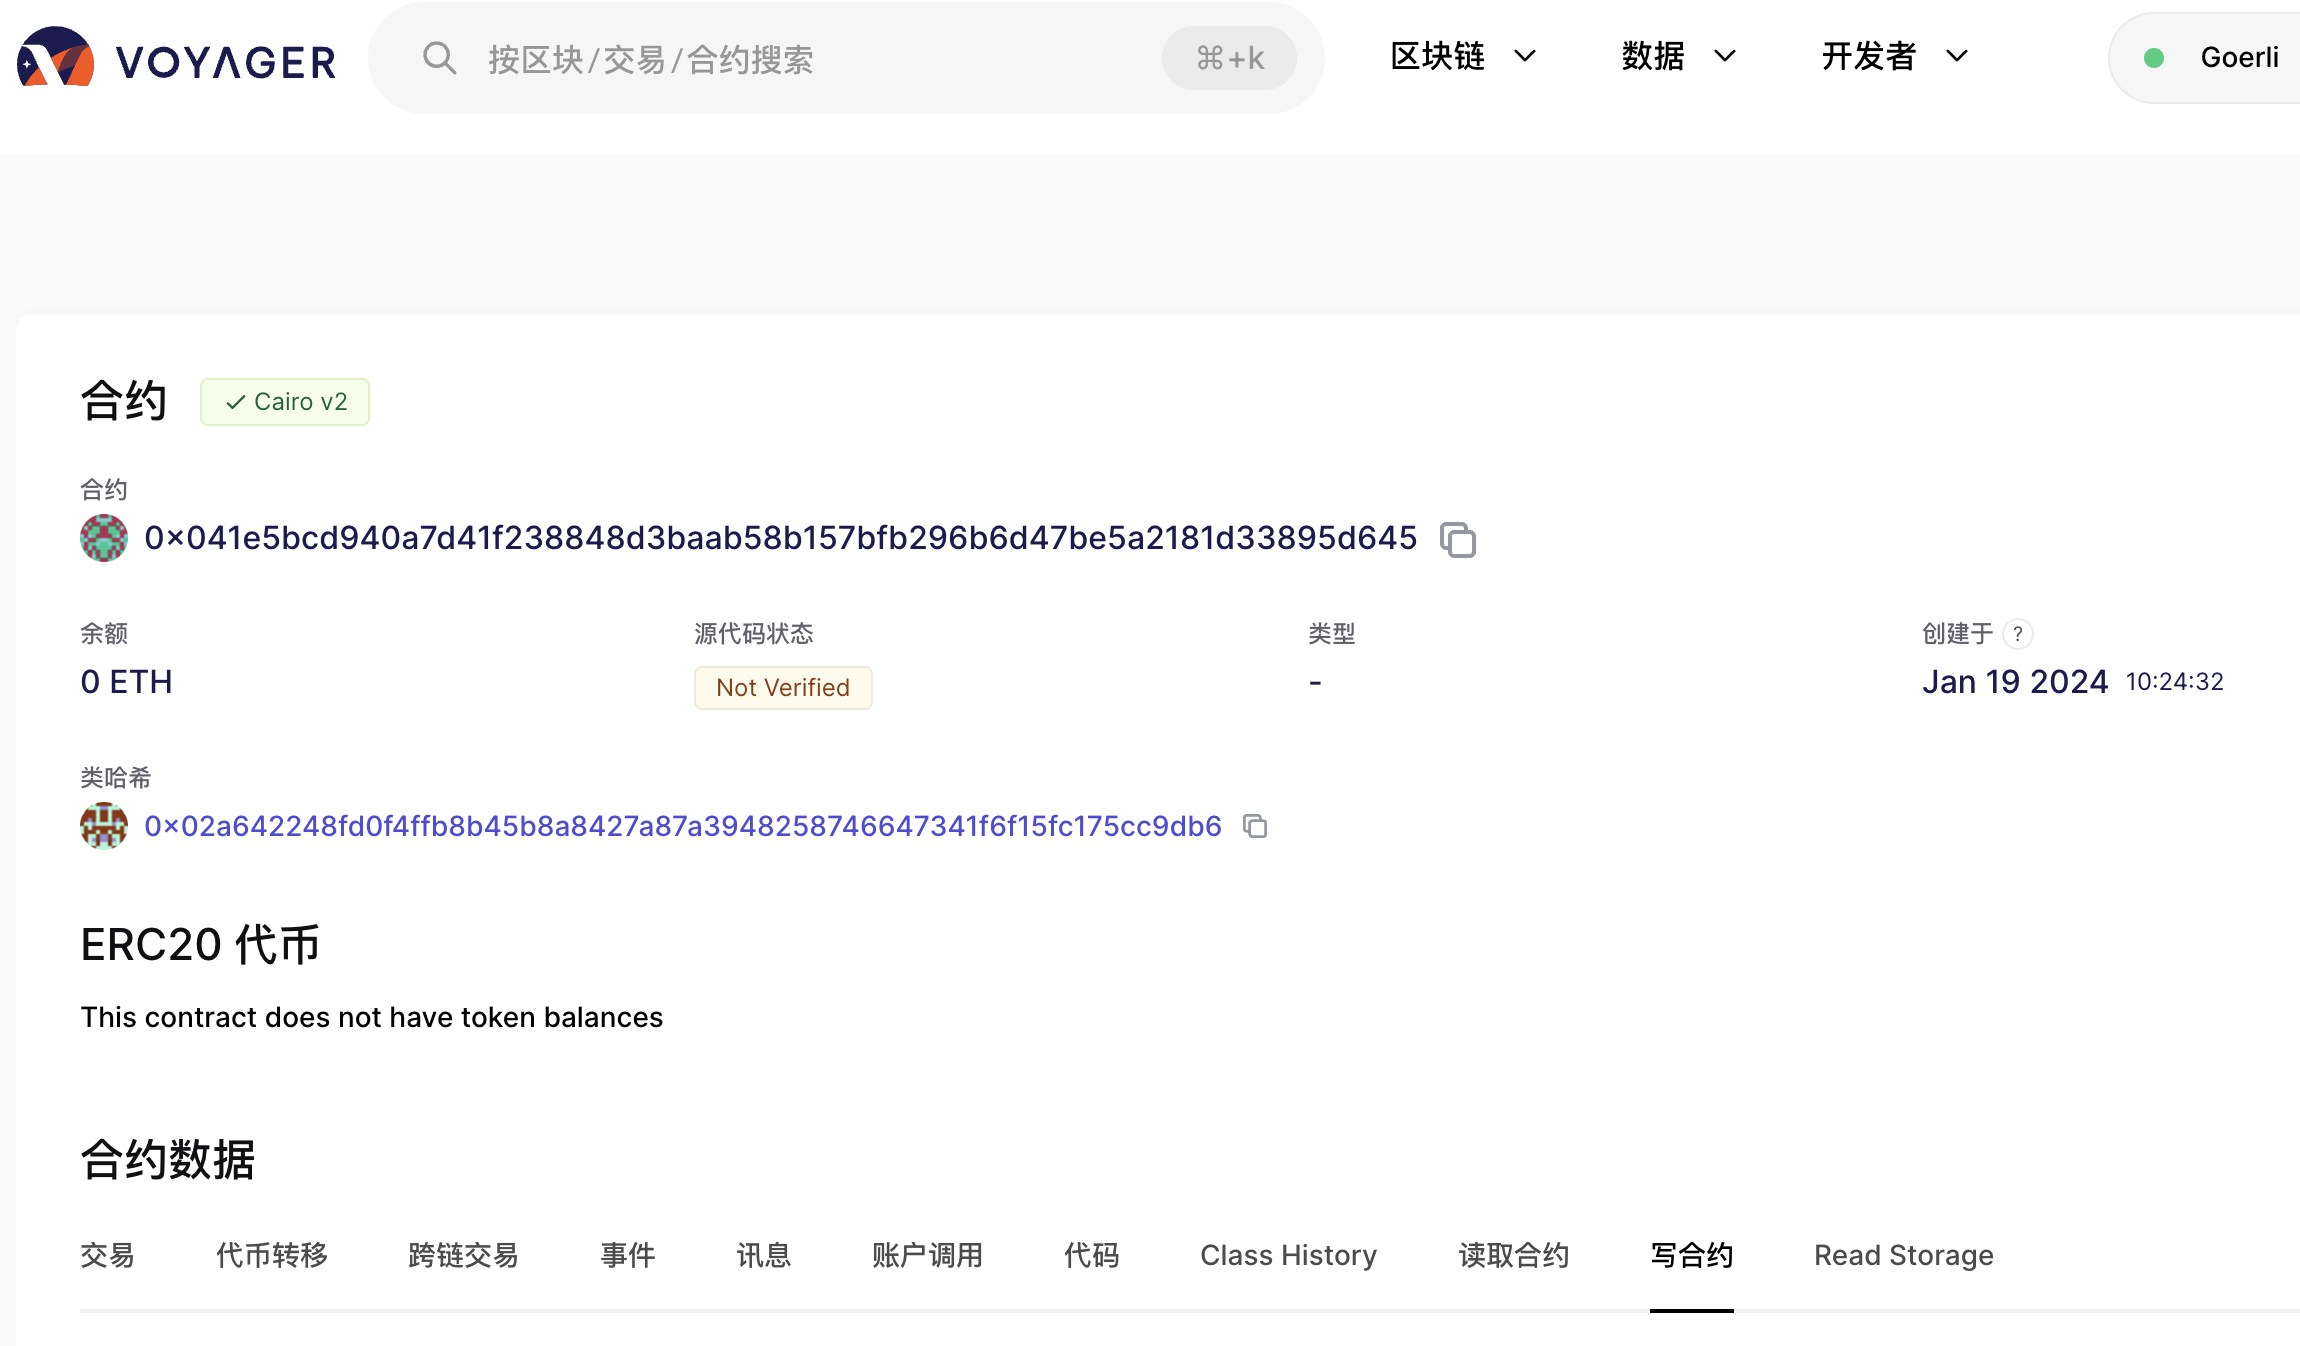 VOYAGER
按区块/交易/合约搜索
⌘+k
区块链
数据
开发者
Goerli
合约
Cairo v2
合约
0x041e5bcd940a7d41f238848d3baab58b157bfb296b6d47be5a2181d33895d645
余额
源代码状态
类型
创建于 ?
0 ETH
Not Verified
-
Jan 19 2024 10:24:32
类哈希
0x02a642248fd0f4ffb8b45b8a8427a87a3948258746647341f6f15fc175cc9db6
ERC20 代币
This contract does not have token balances
合约数据
交易
代币转移
跨链交易
事件
讯息
账户调用
代码
Class History
读取合约
写合约
Read Storage